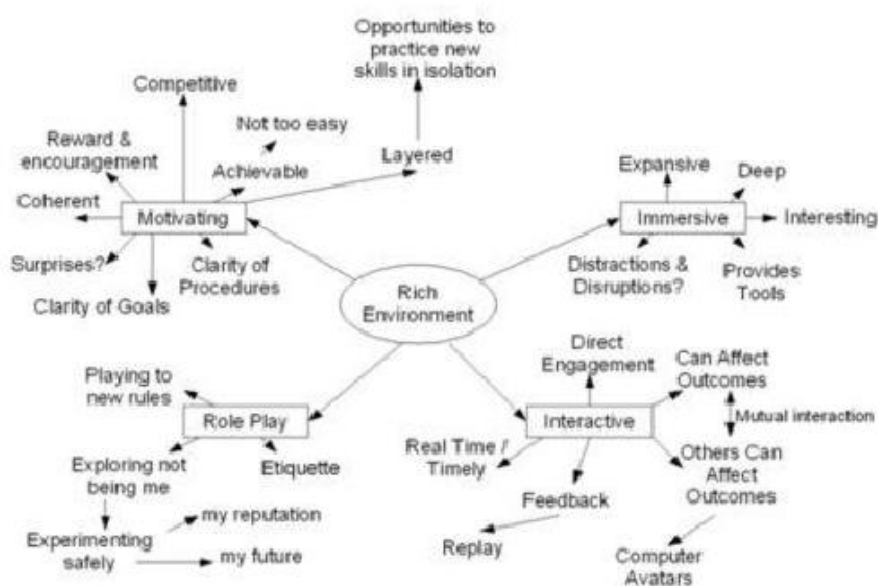 Opportunities to
practice new
skills in isolation
Competitive
Not too easy
Reward &
encouragement
Achievable
Layered
Coherent
Motivating
Surprises?
Clarity of
Procedures
Clarity of Goals
Expansive
Deep
Immersive
Interesting
Distractions &
Disruptions?
Provides
Tools
Rich
Environment
Playing to
new rules
Role Play
Exploring not
being me
Etiquette
Experimenting
safely
my reputation
my future
Direct
Engagement
Can Affect
Outcomes
Interactive
Mutual interaction
Real Time /
Timely
Others Can
Affect
Outcomes
Feedback
Replay
Computer
Avatars